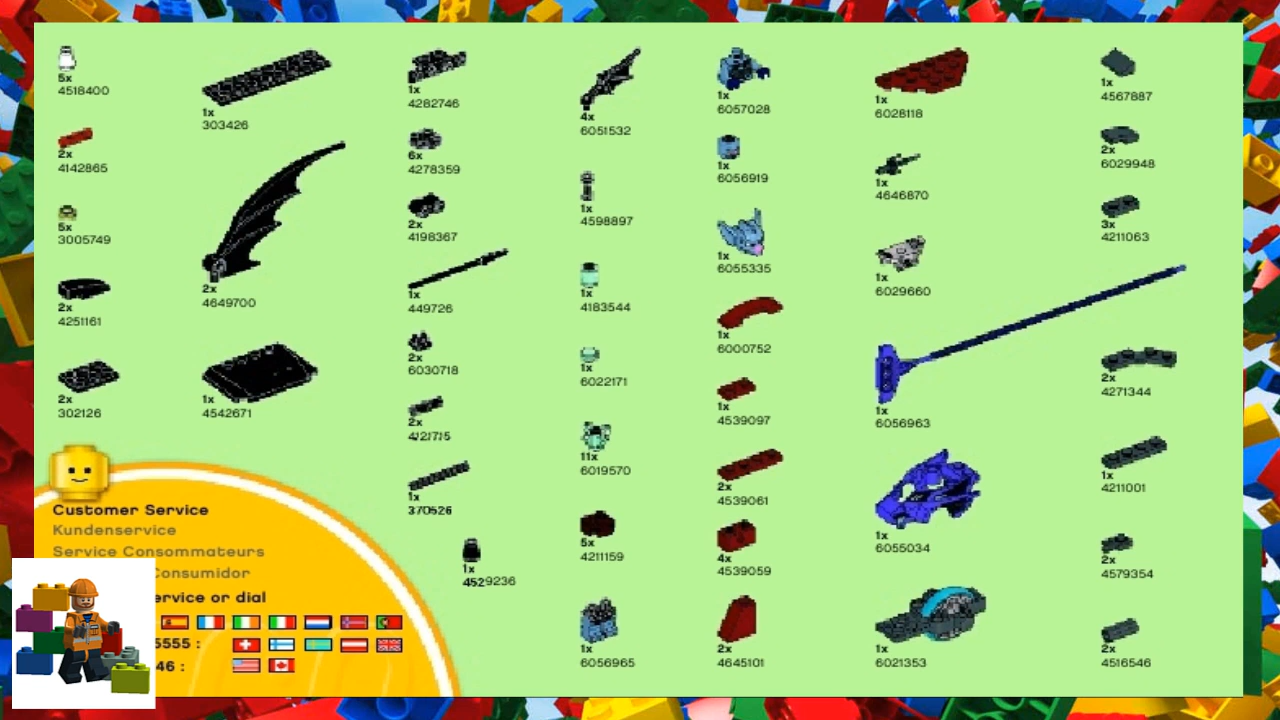 5x
4518400
2x
4142865
5x
3005749
2x
4251161
2x
302126
1x
303426
2x
4649700
1x
4542671
1x
4282746
6x
4278359
2x
4198367
1x
449726
2x
6030718
2x
4121715
1x
370526
1x
4529236
4x
6051532
1x
4598897
1x
4183544
1x
6022171
11x
6019570
5x
4211159
1x
6056965
1x
6057028
1x
6056919
1x
6055335
1x
6000752
1x
4539097
2x
4539061
4x
4539059
2x
4645101
1x
6028118
1x
4646870
1x
6029660
1x
6056963
1x
6055034
1x
6021353
1x
4567887
2x
6029948
3x
4211063
2x
4271344
1x
4211001
2x
4579354
2x
4516546
Customer Service
Kundenservice
Service Consommateurs
Consumidor
ervice or dial
5555 :
46 :